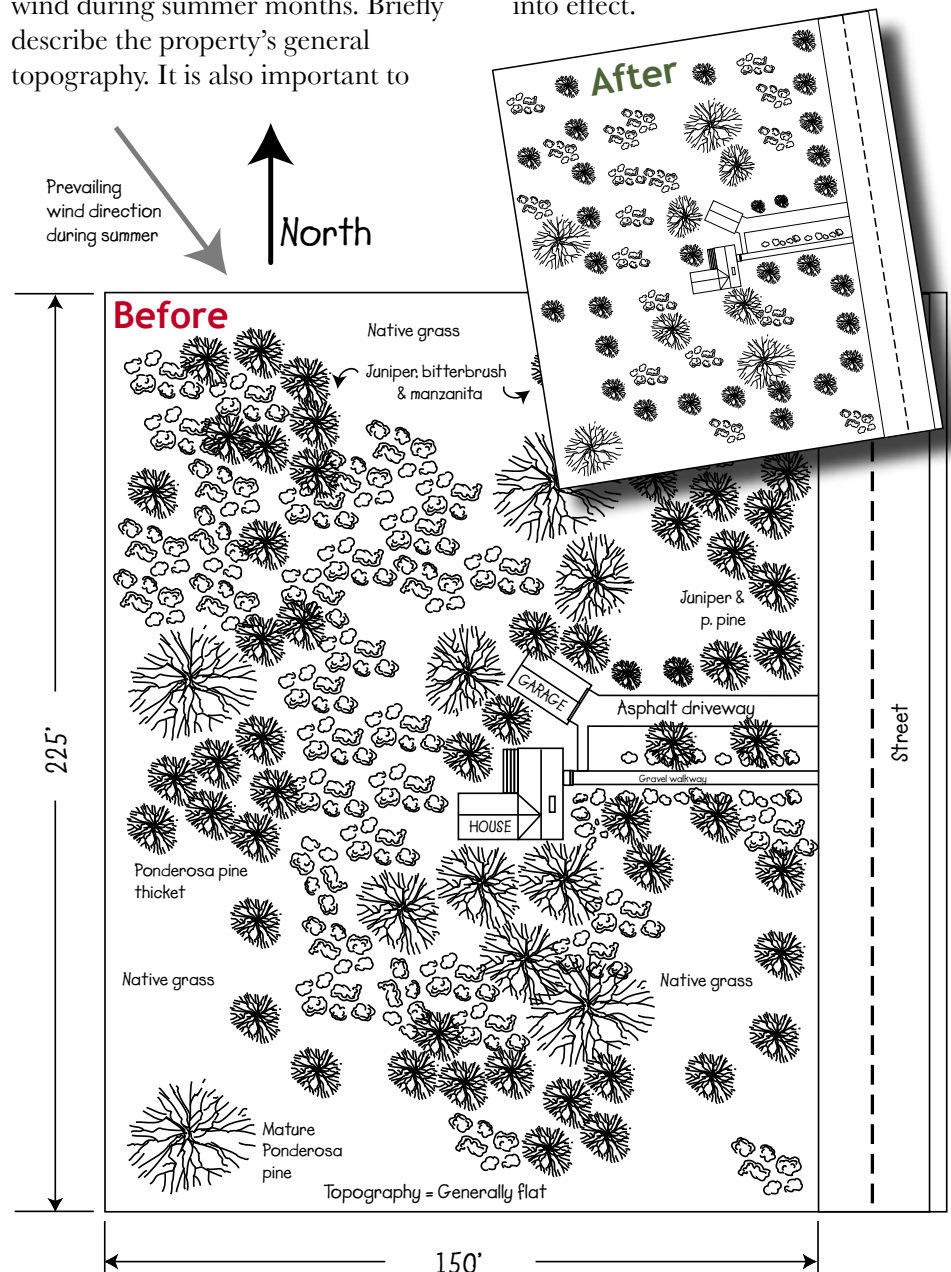 wind during summer months. Briefly
describe the property's general
topography. It is also important to
into effect.
After
Prevailing
wind direction
during summer
North
Before
Native grass
Juniper, bitterbrush
& manzanita
Juniper &
p. pine
GARAGE
Asphalt driveway
Street
225'
Gravel walkway
HOUSE
Ponderosa pine
thicket
Native grass
Native grass
Mature
Ponderosa
pine
Topography = Generally flat
150'